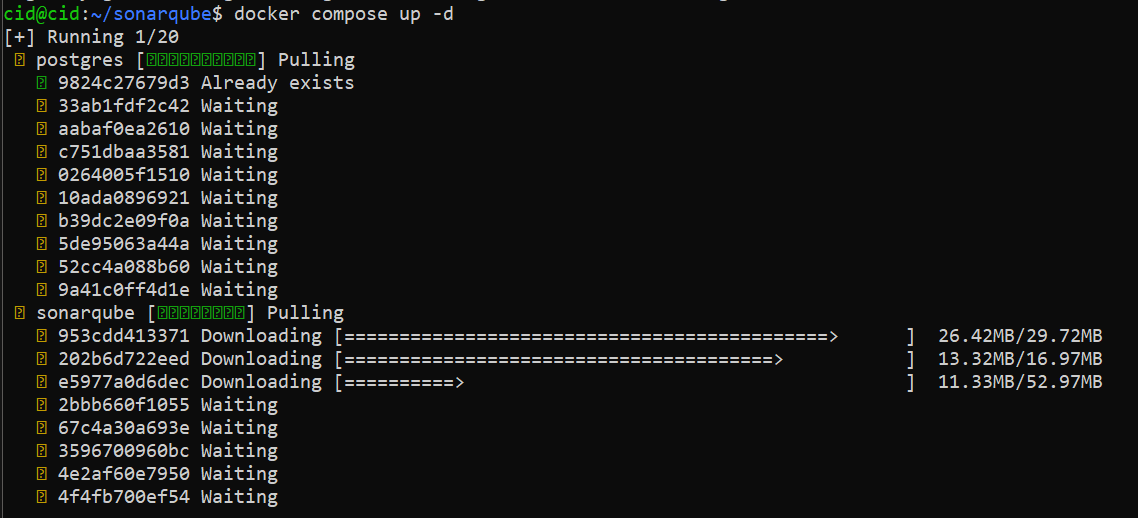 cid@cid:~/sonarqube$ docker compose up -d
[+] Running 1/20
⍰ postgres [⍰⍰⍰⍰⍰⍰⍰⍰⍰⍰] Pulling
⍰ 9824c27679d3 Already exists
⍰ 33ab1fdf2c42 Waiting
⍰ aabaf0ea2610 Waiting
⍰ c751dbaa3581 Waiting
⍰ 0264005f1510 Waiting
⍰ 10ada0896921 Waiting
⍰ b39dc2e09f0a Waiting
⍰ 5de95063a44a Waiting
⍰ 52cc4a088b60 Waiting
⍰ 9a41c0ff4d1e Waiting
⍰ sonarqube [⍰⍰⍰⍰⍰⍰⍰⍰] Pulling
⍰ 953cdd413371 Downloading [============================================>      ] 26.42MB/29.72MB
⍰ 202b6d722eed Downloading [=======================================>           ] 13.32MB/16.97MB
⍰ e5977a0d6dec Downloading [==========>                                        ] 11.33MB/52.97MB
⍰ 2bbb660f1055 Waiting
⍰ 67c4a30a693e Waiting
⍰ 3596700960bc Waiting
⍰ 4e2af60e7950 Waiting
⍰ 4f4fb700ef54 Waiting